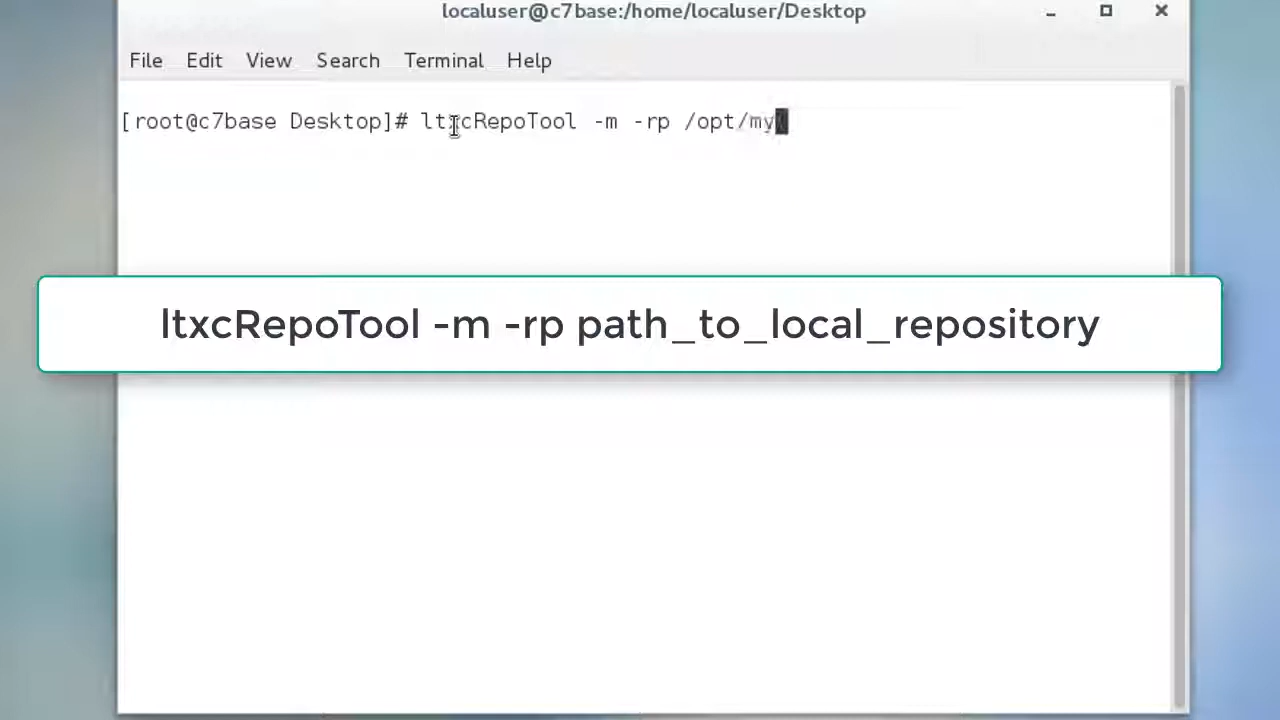 localuser@c7base:/home/localuser/Desktop
File Edit View Search Terminal Help
[root@c7base Desktop]# ltxcRepoTool -m -rp /opt/my
ltxcRepoTool -m -rp path_to_local_repository